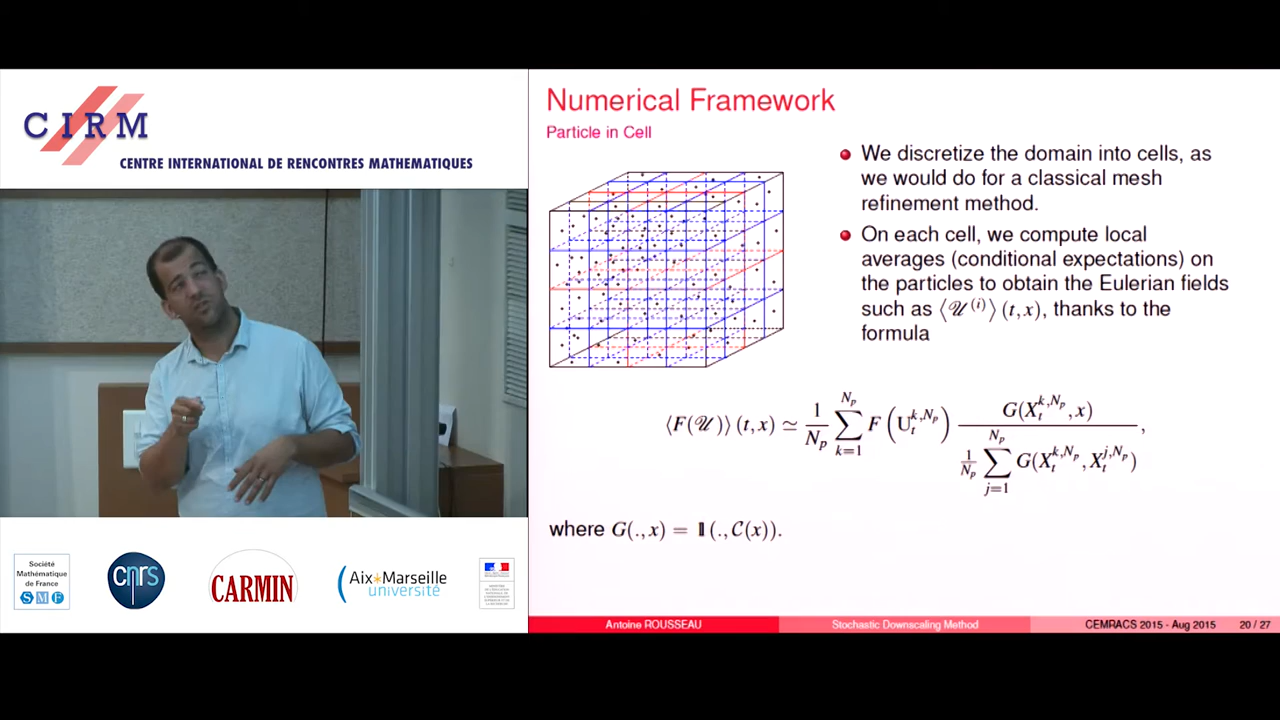 CIRM
CENTRE INTERNATIONAL DE RENCONTRES MATHEMATIQUES
Numerical Framework
Particle in Cell
We discretize the domain into cells, as
we would do for a classical mesh
refinement method.
On each cell, we compute local
averages (conditional expectations) on
the particles to obtain the Eulerian fields
such as ⟨𝒰^(i)⟩(t,x), thanks to the
formula
⟨F(𝒰)⟩(t,x) ≃ 1/N_p ∑_{k=1}^{N_p} F(U_t^{k,N_p}) G(X_t^{k,N_p},x) / (1/N_p ∑_{j=1}^{N_p} G(X_t^{k,N_p},X_t^{j,N_p})),
where G(.,x) = 𝟙(.,𝒞(x)).
Société
Mathématique
de France
SMF
cnrs
CARMIN
Aix*Marseille
université
Antoine ROUSSEAU
Stochastic Downscaling Method
CEMRACS 2015 - Aug 2015
20 / 27